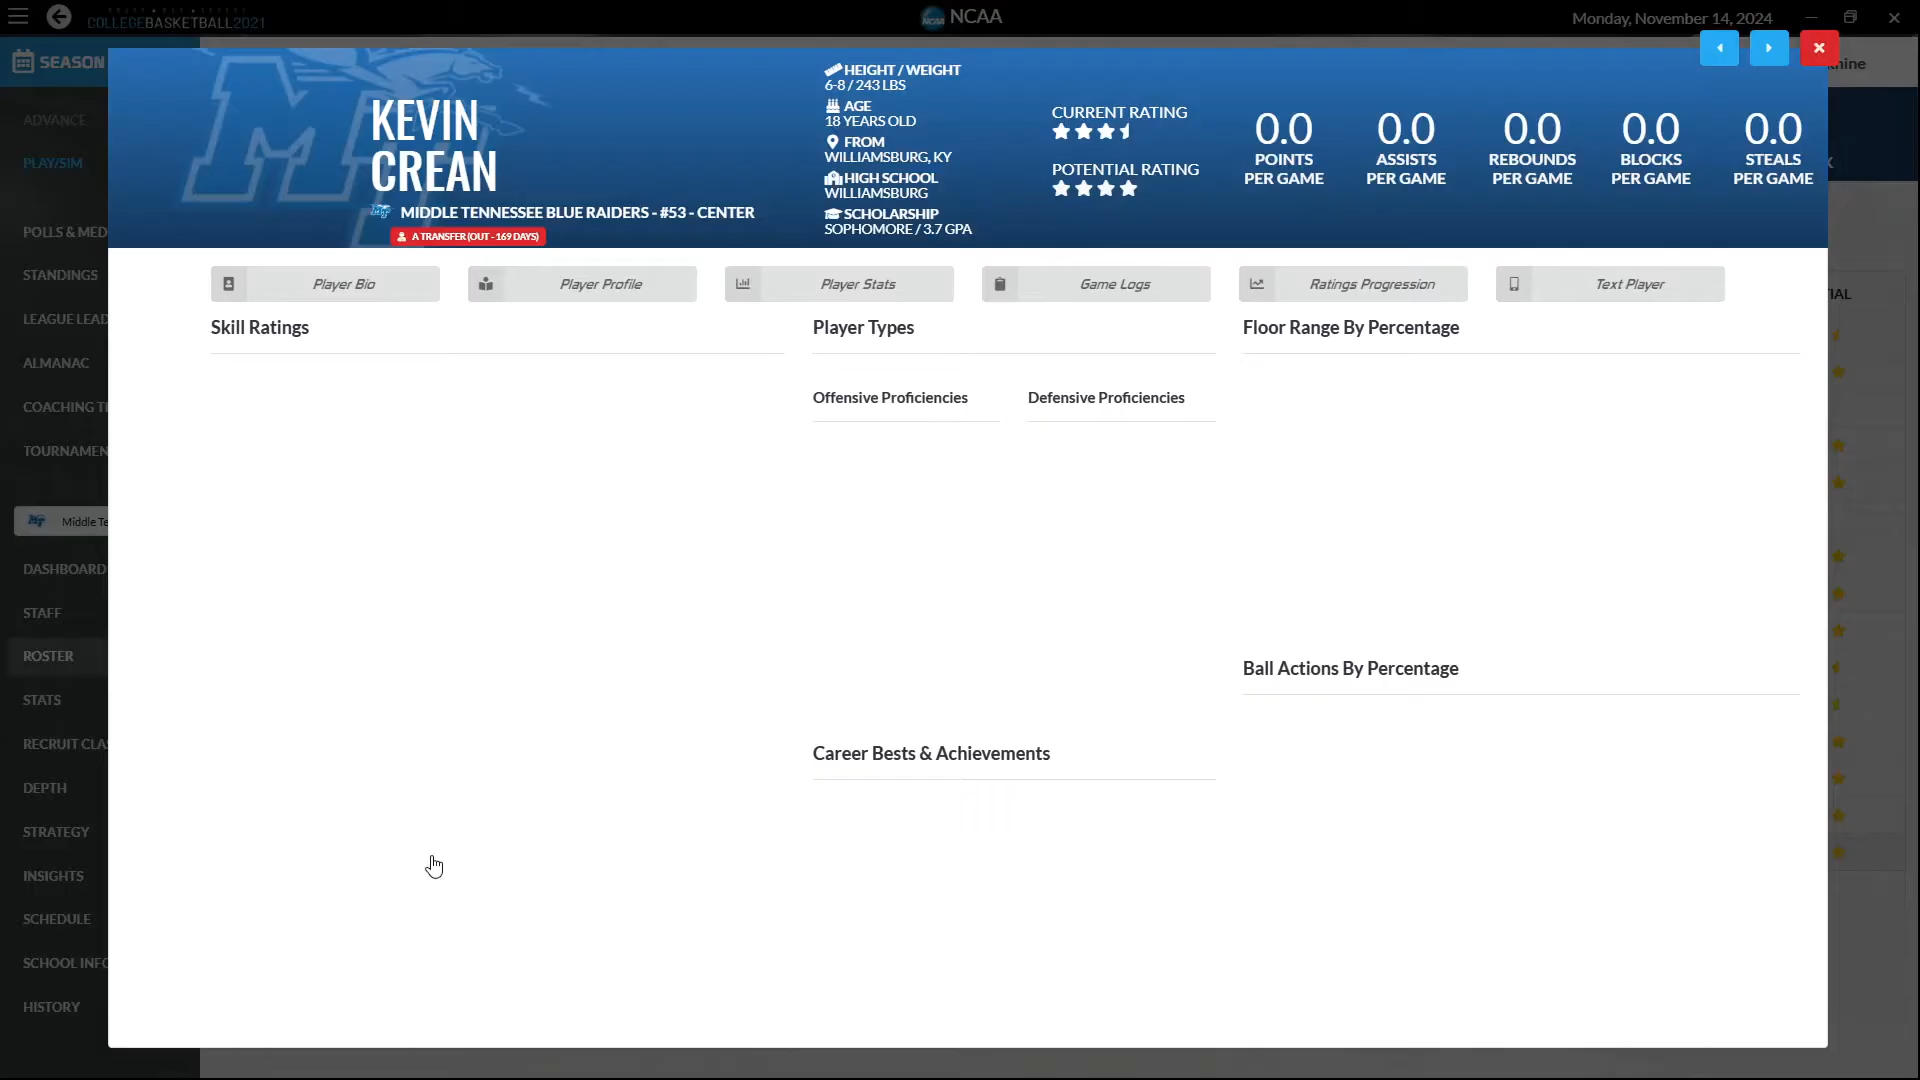 COLLEGEBASKETBALL2021
NCAA
Monday, November 14, 2024
SEASON
ADVANCE
PLAY/SIM
POLLS & MED
STANDINGS
LEAGUE LEAD
ALMANAC
COACHING T
TOURNAMEN
Middle Te
DASHBOARD
STAFF
ROSTER
STATS
RECRUIT CLA
DEPTH
STRATEGY
INSIGHTS
SCHEDULE
SCHOOL INFO
HISTORY
KEVIN
CREAN
MIDDLE TENNESSEE BLUE RAIDERS - #53 - CENTER
A TRANSFER (OUT - 169 DAYS)
HEIGHT / WEIGHT
6-8 / 243 LBS
AGE
18 YEARS OLD
FROM
WILLIAMSBURG, KY
HIGH SCHOOL
WILLIAMSBURG
SCHOLARSHIP
SOPHOMORE / 3.7 GPA
CURRENT RATING
POTENTIAL RATING
0.0
POINTS
PER GAME
0.0
ASSISTS
PER GAME
0.0
REBOUNDS
PER GAME
0.0
BLOCKS
PER GAME
0.0
STEALS
PER GAME
Player Bio
Player Profile
Player Stats
Game Logs
Ratings Progression
Text Player
Skill Ratings
Player Types
Floor Range By Percentage
Offensive Proficiencies
Defensive Proficiencies
Ball Actions By Percentage
Career Bests & Achievements